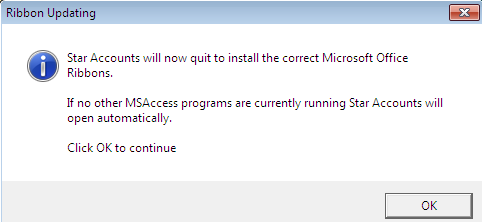 Ribbon Updating
Star Accounts will now quit to install the correct Microsoft Office
Ribbons.
If no other MSAccess programs are currently running Star Accounts will
open automatically.
Click OK to continue
OK